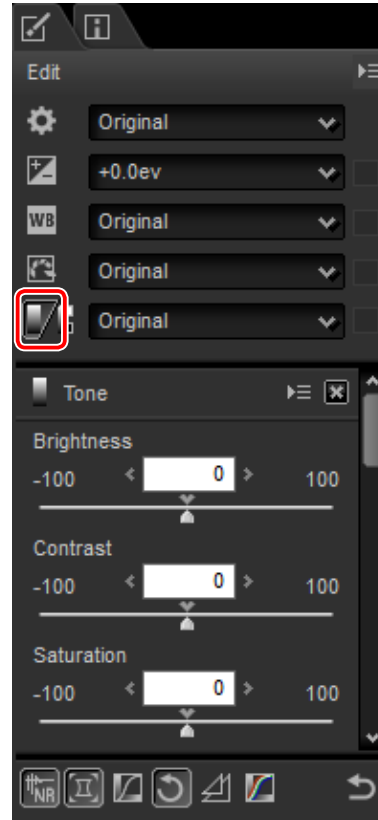 Edit
Original
+0.0ev
WB Original
Original
Original
Tone
Brightness
-100 0 100
Contrast
-100 0 100
Saturation
-100 0 100
NR